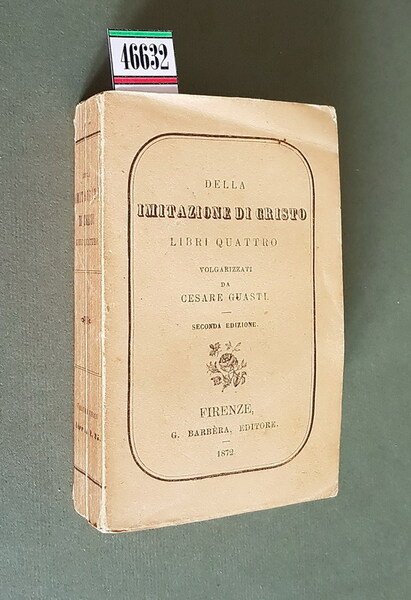 46632
DELLA
IMITAZIONE DI CRISTO
LIBRI QUATTRO
VOLGARIZZATI
DA
CESARE GUASTI.
SECONDA EDIZIONE.
FIRENZE,
G. BARBÈRA, EDITORE.
1872